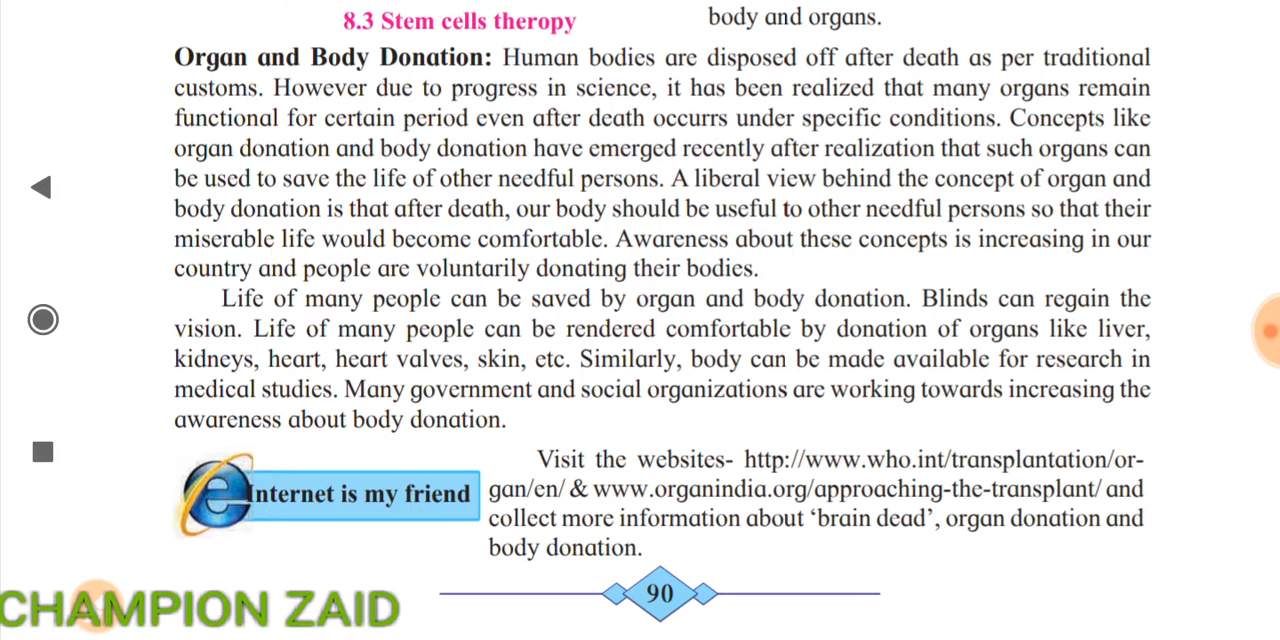 8.3 Stem cells theropy
body and organs.
Organ and Body Donation: Human bodies are disposed off after death as per traditional
customs. However due to progress in science, it has been realized that many organs remain
functional for certain period even after death occurrs under specific conditions. Concepts like
organ donation and body donation have emerged recently after realization that such organs can
be used to save the life of other needful persons. A liberal view behind the concept of organ and
body donation is that after death, our body should be useful to other needful persons so that their
miserable life would become comfortable. Awareness about these concepts is increasing in our
country and people are voluntarily donating their bodies.
Life of many people can be saved by organ and body donation. Blinds can regain the
vision. Life of many people can be rendered comfortable by donation of organs like liver,
kidneys, heart, heart valves, skin, etc. Similarly, body can be made available for research in
medical studies. Many government and social organizations are working towards increasing the
awareness about body donation.
Internet is my friend
Visit the websites- http://www.who.int/transplantation/or-
gan/en/ & www.organindia.org/approaching-the-transplant/ and
collect more information about ‘brain dead’, organ donation and
body donation.
90
CHAMPION ZAID